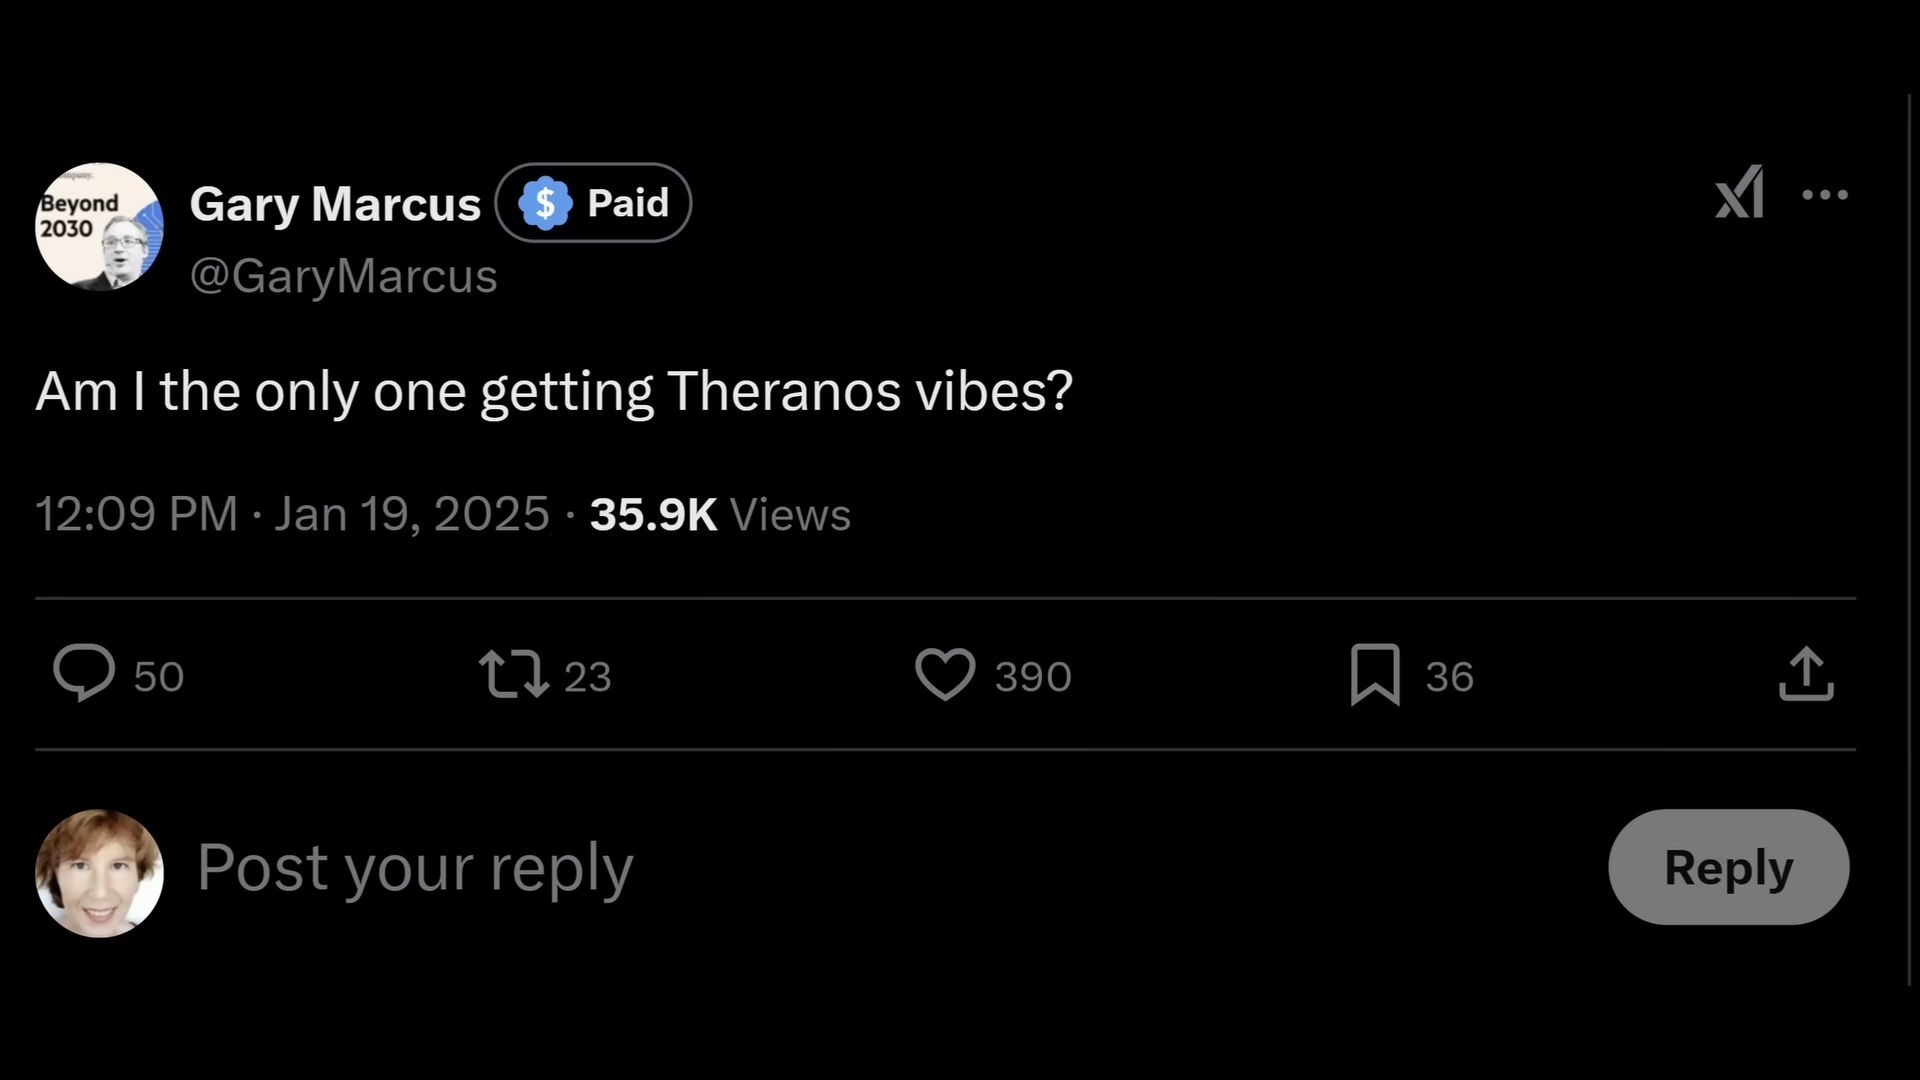 ompany.
Beyond
2030
Gary Marcus $ Paid
@GaryMarcus
Am I the only one getting Theranos vibes?
12:09 PM · Jan 19, 2025 · 35.9K Views
50 23 390 36
Post your reply
Reply